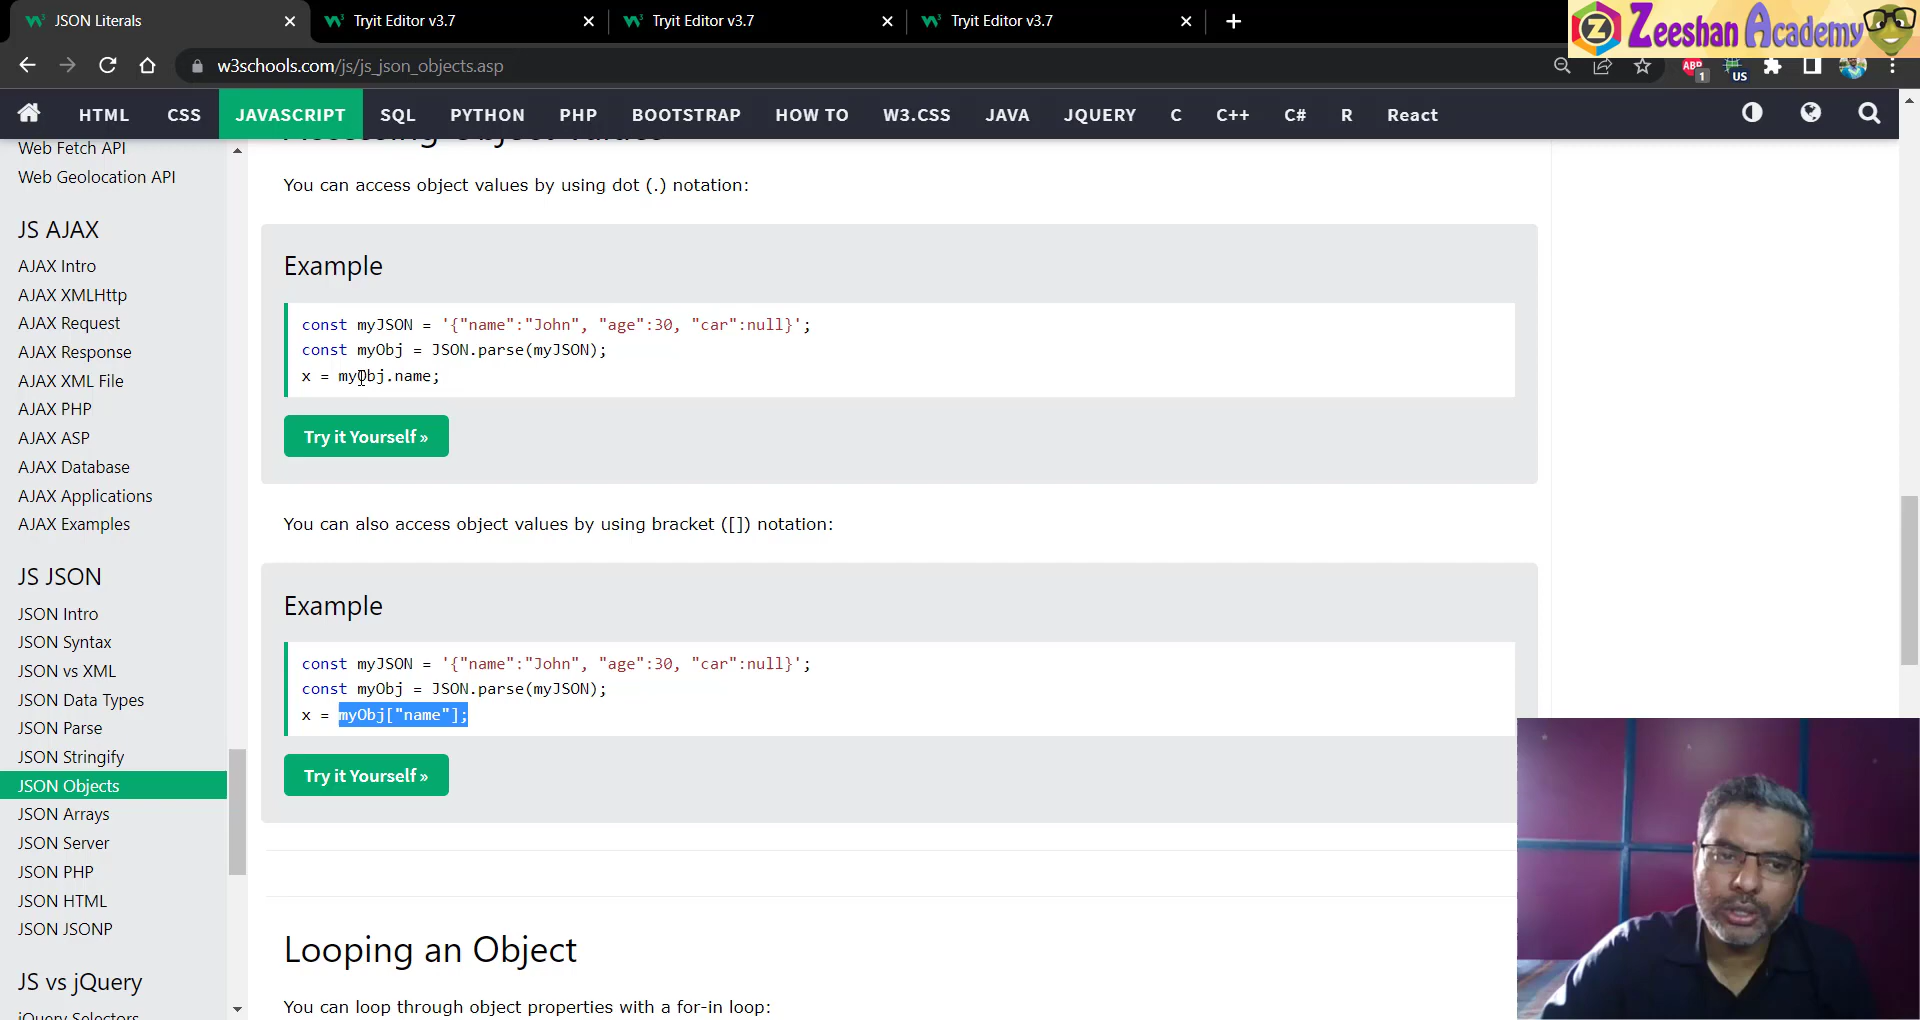 JSON Literals
Tryit Editor v3.7
Tryit Editor v3.7
Tryit Editor v3.7
Zeeshan Academy
w3schools.com/js/js_json_objects.asp
ABP
1
US
HTML
CSS
JAVASCRIPT
SQL
PYTHON
PHP
BOOTSTRAP
HOW TO
W3.CSS
JAVA
JQUERY
C
C++
C#
R
React
Web Fetch API
Web Geolocation API
JS AJAX
AJAX Intro
AJAX XMLHttp
AJAX Request
AJAX Response
AJAX XML File
AJAX PHP
AJAX ASP
AJAX Database
AJAX Applications
AJAX Examples
JS JSON
JSON Intro
JSON Syntax
JSON vs XML
JSON Data Types
JSON Parse
JSON Stringify
JSON Objects
JSON Arrays
JSON Server
JSON PHP
JSON HTML
JSON JSONP
JS vs jQuery
jQuery Selectors
Accessing Object Values
You can access object values by using dot (.) notation:
Example
const myJSON = '{"name":"John", "age":30, "car":null}';
const myObj = JSON.parse(myJSON);
x = myObj.name;
Try it Yourself »
You can also access object values by using bracket ([]) notation:
Example
const myJSON = '{"name":"John", "age":30, "car":null}';
const myObj = JSON.parse(myJSON);
x = myObj["name"];
Try it Yourself »
Looping an Object
You can loop through object properties with a for-in loop: